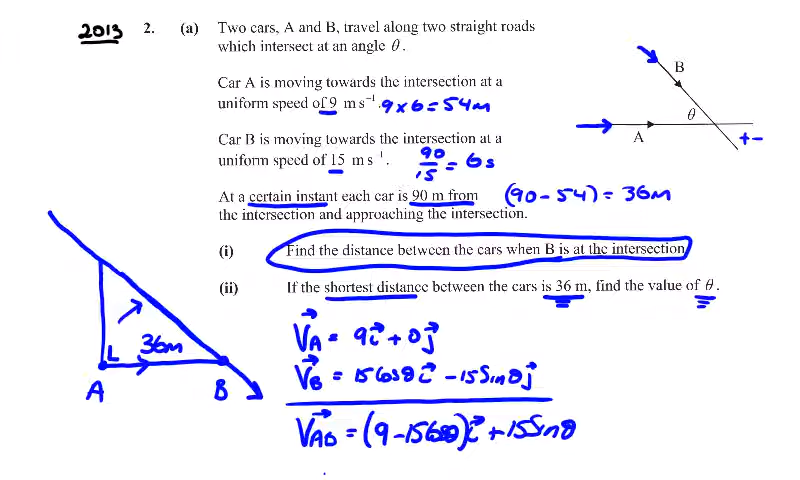 2013 2. (a) Two cars, A and B, travel along two straight roads
which intersect at an angle θ.
B
θ
A
+-
Car A is moving towards the intersection at a
uniform speed of 9 m s⁻¹. 9 x 6 = 54m
Car B is moving towards the intersection at a
uniform speed of 15 m s⁻¹. 90/15 = 6s
At a certain instant each car is 90 m from (90 - 54) = 36m
the intersection and approaching the intersection.
(i) Find the distance between the cars when B is at the intersection
(ii) If the shortest distance between the cars is 36 m, find the value of θ.
36m
A B
V⃗A = 9i⃗ + 0j⃗
V⃗B = 15Cosθi⃗ - 15Sinθj⃗
V⃗AB = (9-15Cosθ)i⃗ + 15Sinθ